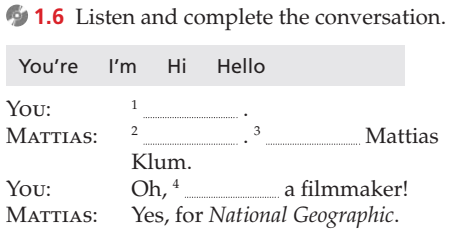 1.6 Listen and complete the conversation.
You're I'm Hi Hello
YOU: 1 .................... .
MATTIAS: 2 .................... . 3 .................... Mattias
Klum.
YOU: Oh, 4 .................... a filmmaker!
MATTIAS: Yes, for National Geographic.